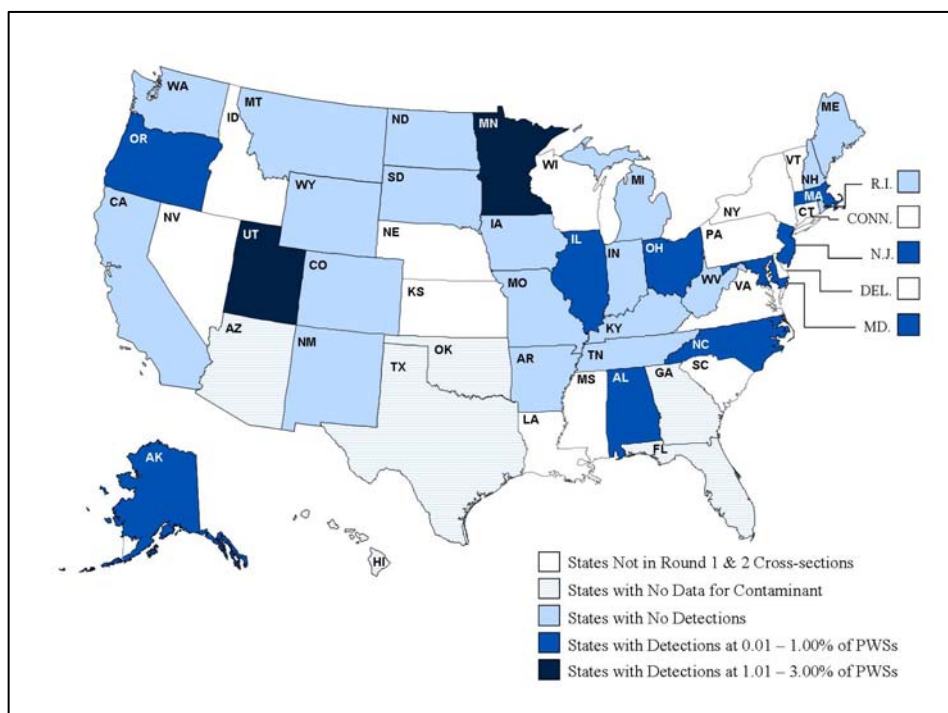 WA
MT
ME
ND
MN
ID
OR
VT
WI
NH
SD
MI
R.I.
WY
MA
CT
NY
CONN.
CA
IA
NV
PA
NE
N.J.
UT
IL
IN
OH
CO
WV
VA
DEL.
MO
KS
KY
MD.
AZ
NC
OK
TN
NM
AR
SC
TX
MS
AL
GA
LA
FL
AK
HI
States Not in Round 1 & 2 Cross-sections
States with No Data for Contaminant
States with No Detections
States with Detections at 0.01 – 1.00% of PWSs
States with Detections at 1.01 – 3.00% of PWSs